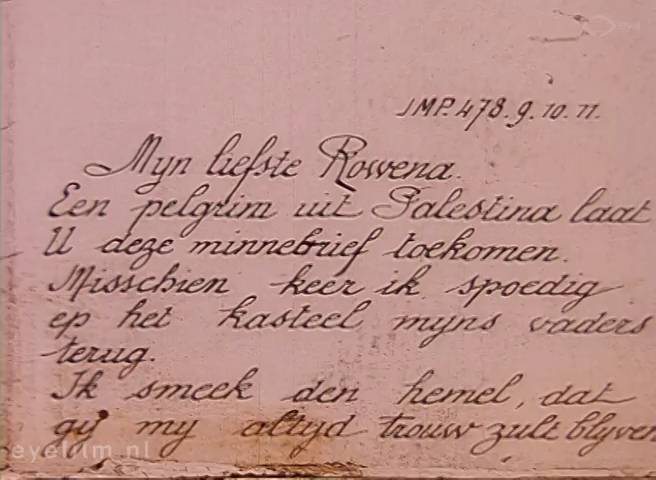 IMP. 478.9.10.11.
Myn liefste Rowena.
Een pelgrim uit Palestina laat
U deze minnebrief toekomen.
Misschien keer ik spoedig
op het kasteel myns vaders
terug.
Ik smeek den hemel, dat
gy my altyd trouw zult blyven
eyefilm.nl